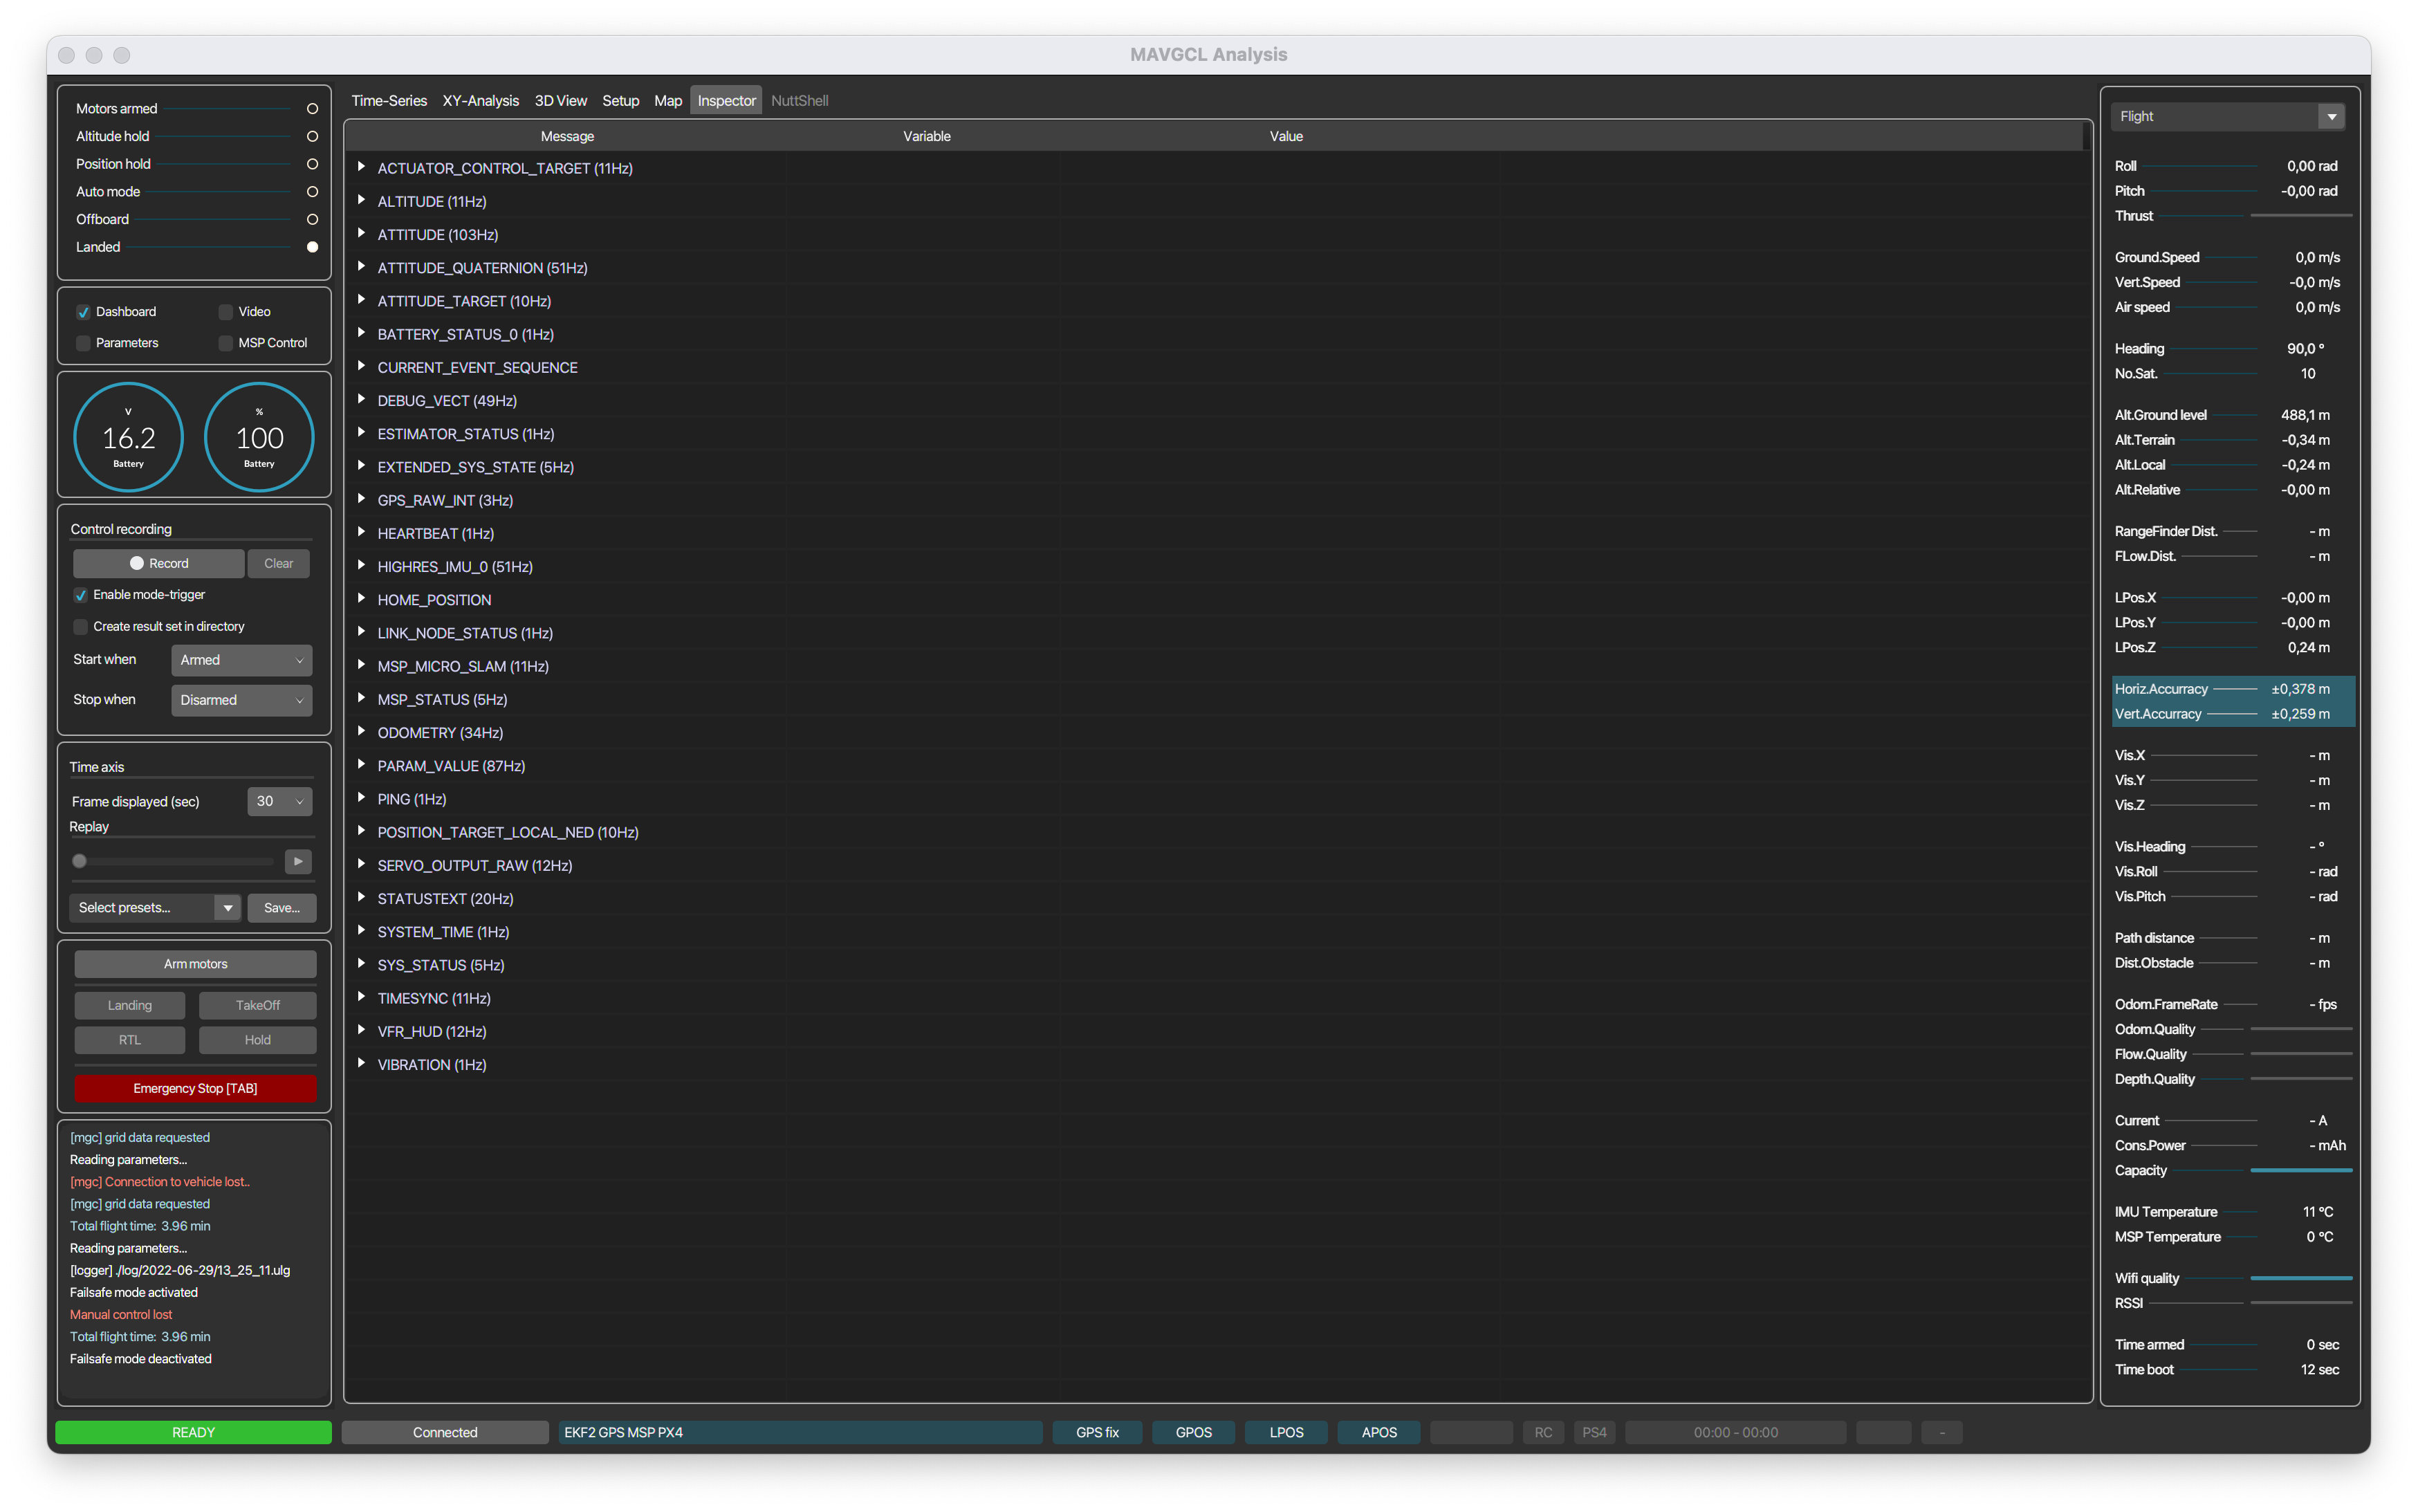 MAVGCL Analysis
Motors armed
Altitude hold
Position hold
Auto mode
Offboard
Landed
Dashboard Video
Parameters MSP Control
V %
16.2 100
Battery Battery
Control recording
Record Clear
Enable mode-trigger
Create result set in directory
Start when Armed
Stop when Disarmed
Time axis
Frame displayed (sec) 30
Replay
Select presets... Save...
Arm motors
Landing TakeOff
RTL Hold
Emergency Stop [TAB]
[mgc] grid data requested
Reading parameters...
[mgc] Connection to vehicle lost..
[mgc] grid data requested
Total flight time: 3.96 min
Reading parameters...
[logger] ./log/2022-06-29/13_25_11.ulg
Failsafe mode activated
Manual control lost
Total flight time: 3.96 min
Failsafe mode deactivated
Time-Series XY-Analysis 3D View Setup Map Inspector NuttShell
Message Variable Value
ACTUATOR_CONTROL_TARGET (11Hz)
ALTITUDE (11Hz)
ATTITUDE (103Hz)
ATTITUDE_QUATERNION (51Hz)
ATTITUDE_TARGET (10Hz)
BATTERY_STATUS_0 (1Hz)
CURRENT_EVENT_SEQUENCE
DEBUG_VECT (49Hz)
ESTIMATOR_STATUS (1Hz)
EXTENDED_SYS_STATE (5Hz)
GPS_RAW_INT (3Hz)
HEARTBEAT (1Hz)
HIGHRES_IMU_0 (51Hz)
HOME_POSITION
LINK_NODE_STATUS (1Hz)
MSP_MICRO_SLAM (11Hz)
MSP_STATUS (5Hz)
ODOMETRY (34Hz)
PARAM_VALUE (87Hz)
PING (1Hz)
POSITION_TARGET_LOCAL_NED (10Hz)
SERVO_OUTPUT_RAW (12Hz)
STATUSTEXT (20Hz)
SYSTEM_TIME (1Hz)
SYS_STATUS (5Hz)
TIMESYNC (11Hz)
VFR_HUD (12Hz)
VIBRATION (1Hz)
Flight
Roll 0,00 rad
Pitch -0,00 rad
Thrust
Ground.Speed 0,0 m/s
Vert.Speed -0,0 m/s
Air speed 0,0 m/s
Heading 90,0 °
No.Sat. 10
Alt.Ground level 488,1 m
Alt.Terrain -0,34 m
Alt.Local -0,24 m
Alt.Relative -0,00 m
RangeFinder Dist. - m
FLow.Dist. - m
LPos.X -0,00 m
LPos.Y -0,00 m
LPos.Z 0,24 m
Horiz.Accurracy ±0,378 m
Vert.Accurracy ±0,259 m
Vis.X - m
Vis.Y - m
Vis.Z - m
Vis.Heading - °
Vis.Roll - rad
Vis.Pitch - rad
Path distance - m
Dist.Obstacle - m
Odom.FrameRate - fps
Odom.Quality
Flow.Quality
Depth.Quality
Current - A
Cons.Power - mAh
Capacity
IMU Temperature 11 °C
MSP Temperature 0 °C
Wifi quality
RSSI
Time armed 0 sec
Time boot 12 sec
READY Connected EKF2 GPS MSP PX4 GPS fix GPOS LPOS APOS RC PS4 00:00 - 00:00 -